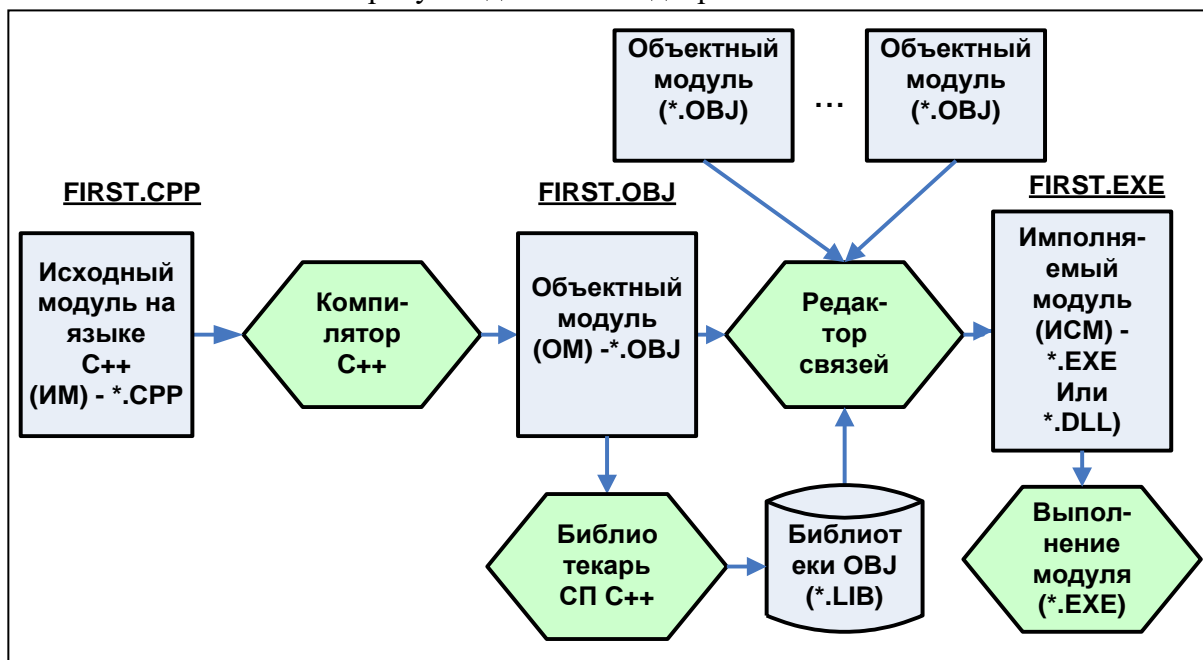 Объектный
модуль
(*.OBJ)
...
Объектный
модуль
(*.OBJ)
FIRST.CPP
FIRST.OBJ
FIRST.EXE
Исходный
модуль на
языке
С++
(ИМ) - *.CPP
Компи-
лятор
С++
Объектный
модуль
(ОМ) -*.OBJ
Редак-
тор
связей
Имполня-
емый
модуль
(ИСМ) -
*.EXE
Или
*.DLL)
Библио
текарь
СП С++
Библиот
еки OBJ
(*.LIB)
Выпол-
нение
модуля
(*.EXE)